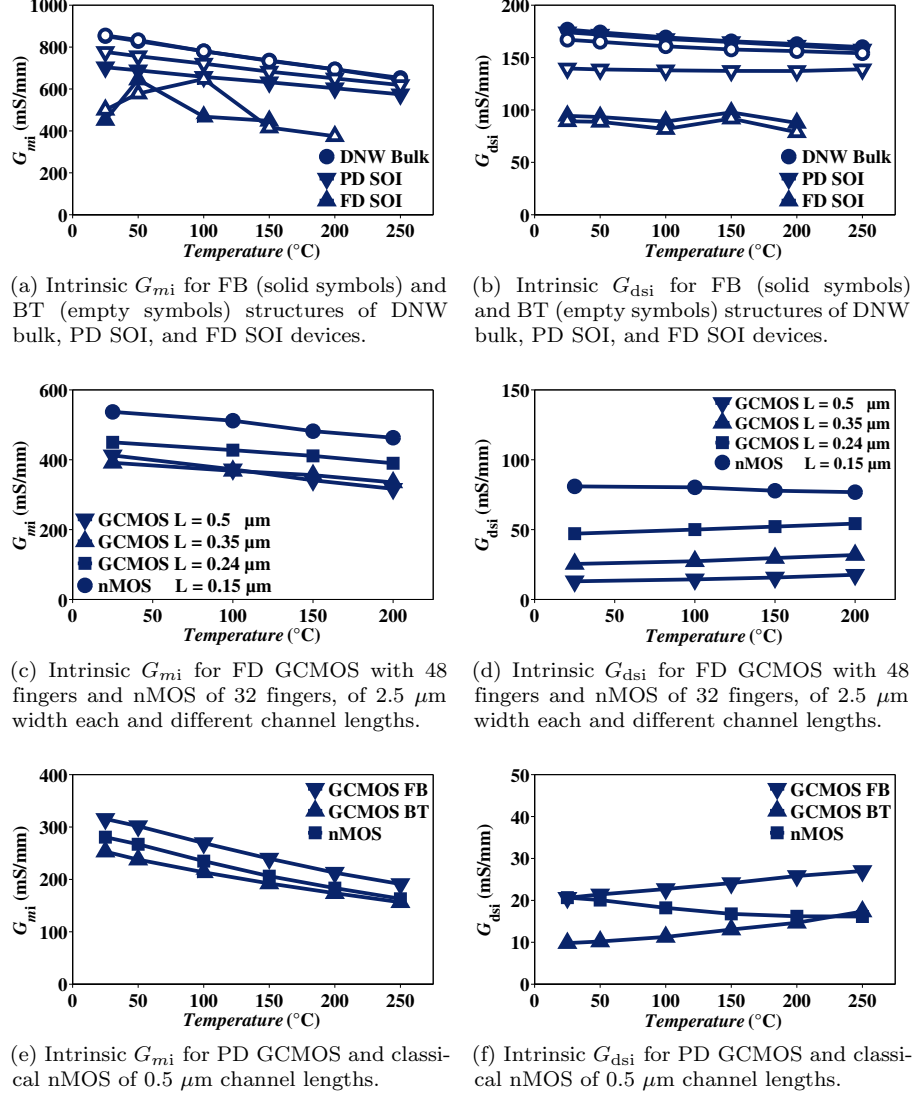 1000
800
600
400
200
0
G_mi (mS/mm)
DNW Bulk
PD SOI
FD SOI
0 50 100 150 200 250
Temperature (°C)
200
150
100
50
0
G_dsi (mS/mm)
DNW Bulk
PD SOI
FD SOI
0 50 100 150 200 250
Temperature (°C)
(a) Intrinsic G_mi for FB (solid symbols) and
BT (empty symbols) structures of DNW
bulk, PD SOI, and FD SOI devices.
(b) Intrinsic G_dsi for FB (solid symbols)
and BT (empty symbols) structures of DNW
bulk, PD SOI, and FD SOI devices.
600
400
200
0
G_mi (mS/mm)
GCMOS L = 0.5 μm
GCMOS L = 0.35 μm
GCMOS L = 0.24 μm
nMOS L = 0.15 μm
0 50 100 150 200
Temperature (°C)
150
100
50
0
G_dsi (mS/mm)
GCMOS L = 0.5 μm
GCMOS L = 0.35 μm
GCMOS L = 0.24 μm
nMOS L = 0.15 μm
0 50 100 150 200
Temperature (°C)
(c) Intrinsic G_mi for FD GCMOS with 48
fingers and nMOS of 32 fingers, of 2.5 μm
width each and different channel lengths.
(d) Intrinsic G_dsi for FD GCMOS with 48
fingers and nMOS of 32 fingers, of 2.5 μm
width each and different channel lengths.
400
300
200
100
0
G_mi (mS/mm)
GCMOS FB
GCMOS BT
nMOS
0 50 100 150 200 250
Temperature (°C)
50
40
30
20
10
0
G_dsi (mS/mm)
GCMOS FB
GCMOS BT
nMOS
0 50 100 150 200 250
Temperature (°C)
(e) Intrinsic G_mi for PD GCMOS and classi-
cal nMOS of 0.5 μm channel lengths.
(f) Intrinsic G_dsi for PD GCMOS and classi-
cal nMOS of 0.5 μm channel lengths.